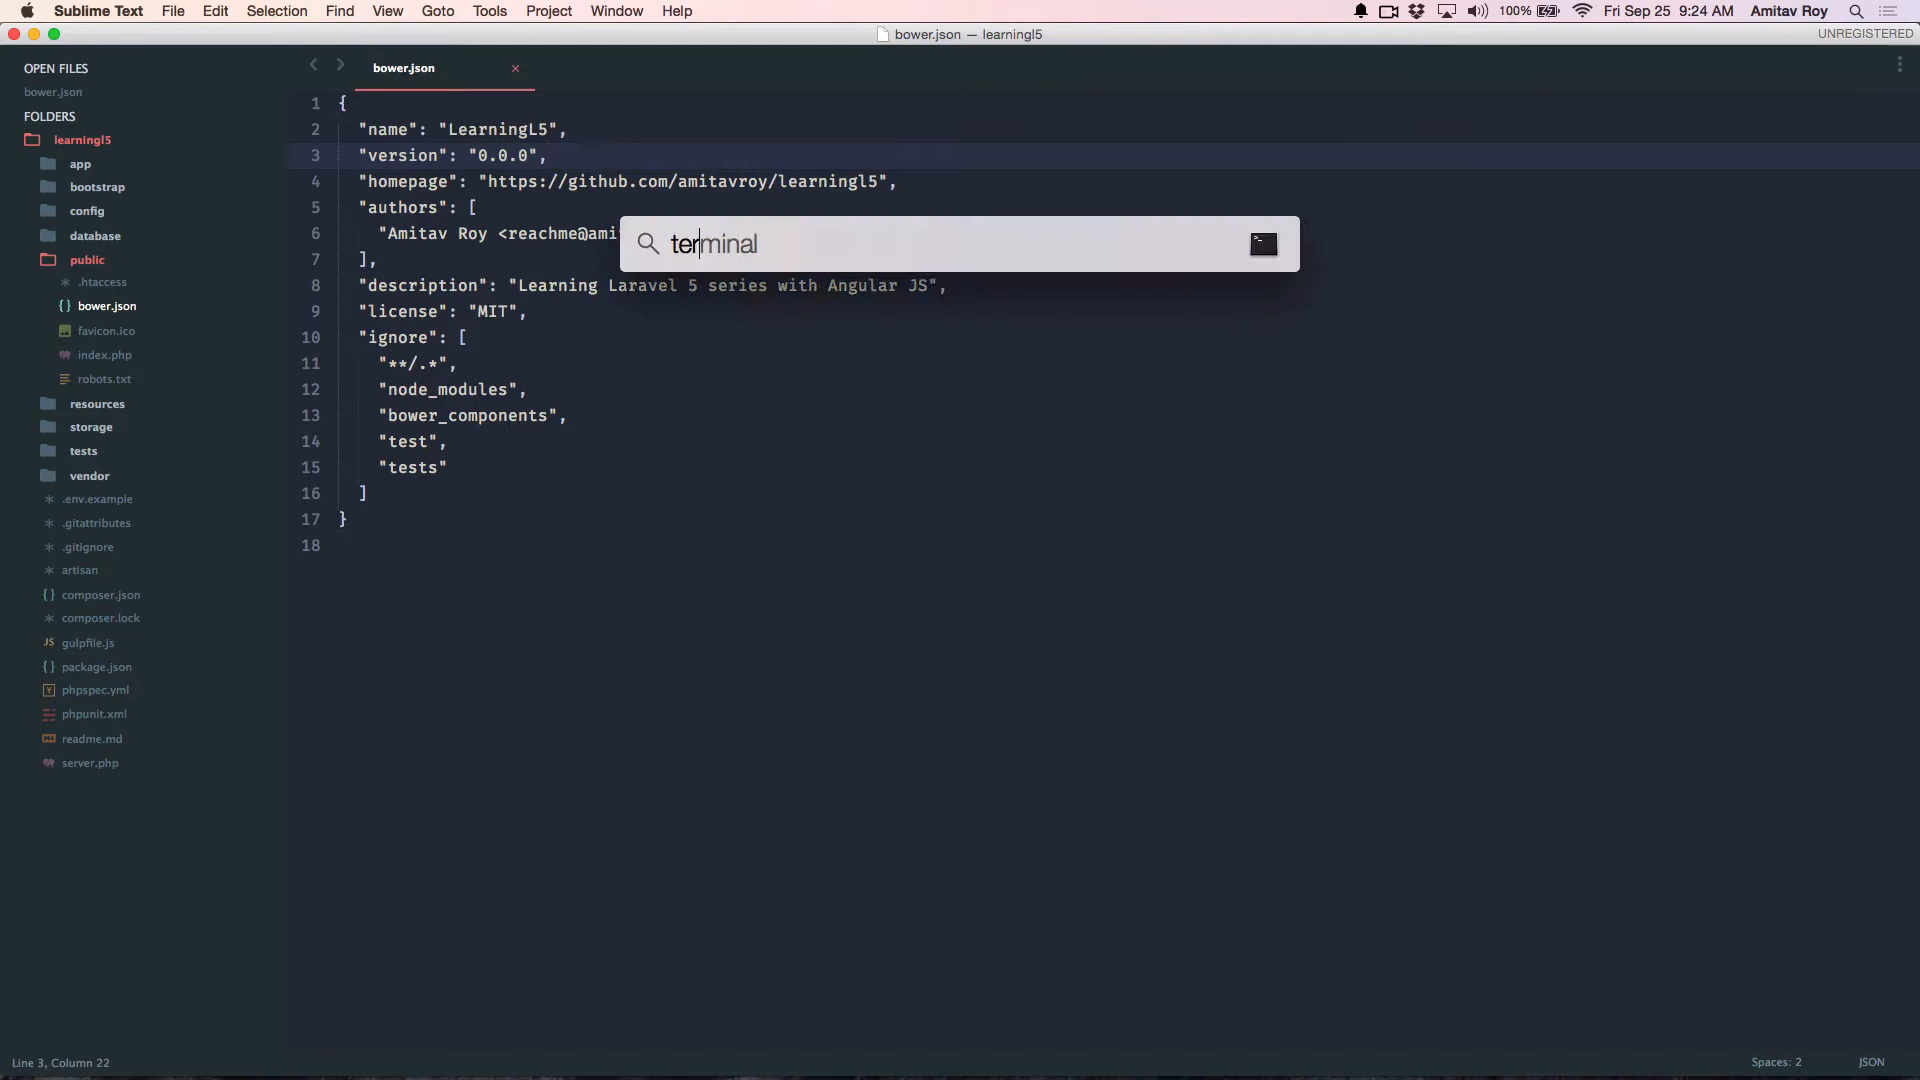 Sublime Text File Edit Selection Find View Goto Tools Project Window Help 100% Fri Sep 25 9:24 AM Amitav Roy
bower.json — learningl5 UNREGISTERED
OPEN FILES
bower.json
FOLDERS
learningl5
app
bootstrap
config
database
public
.htaccess
bower.json
favicon.ico
index.php
robots.txt
resources
storage
tests
vendor
.env.example
.gitattributes
.gitignore
artisan
composer.json
composer.lock
JS gulpfile.js
package.json
phpspec.yml
phpunit.xml
readme.md
server.php
bower.json ×
1 {
2 "name": "LearningL5",
3 "version": "0.0.0",
4 "homepage": "https://github.com/amitavroy/learningl5",
5 "authors": [
6 "Amitav Roy <reachme@ami
7 ],
8 "description": "Learning Laravel 5 series with Angular JS",
9 "license": "MIT",
10 "ignore": [
11 "**/.*",
12 "node_modules",
13 "bower_components",
14 "test",
15 "tests"
16 ]
17 }
18
terminal
Line 3, Column 22 Spaces: 2 JSON